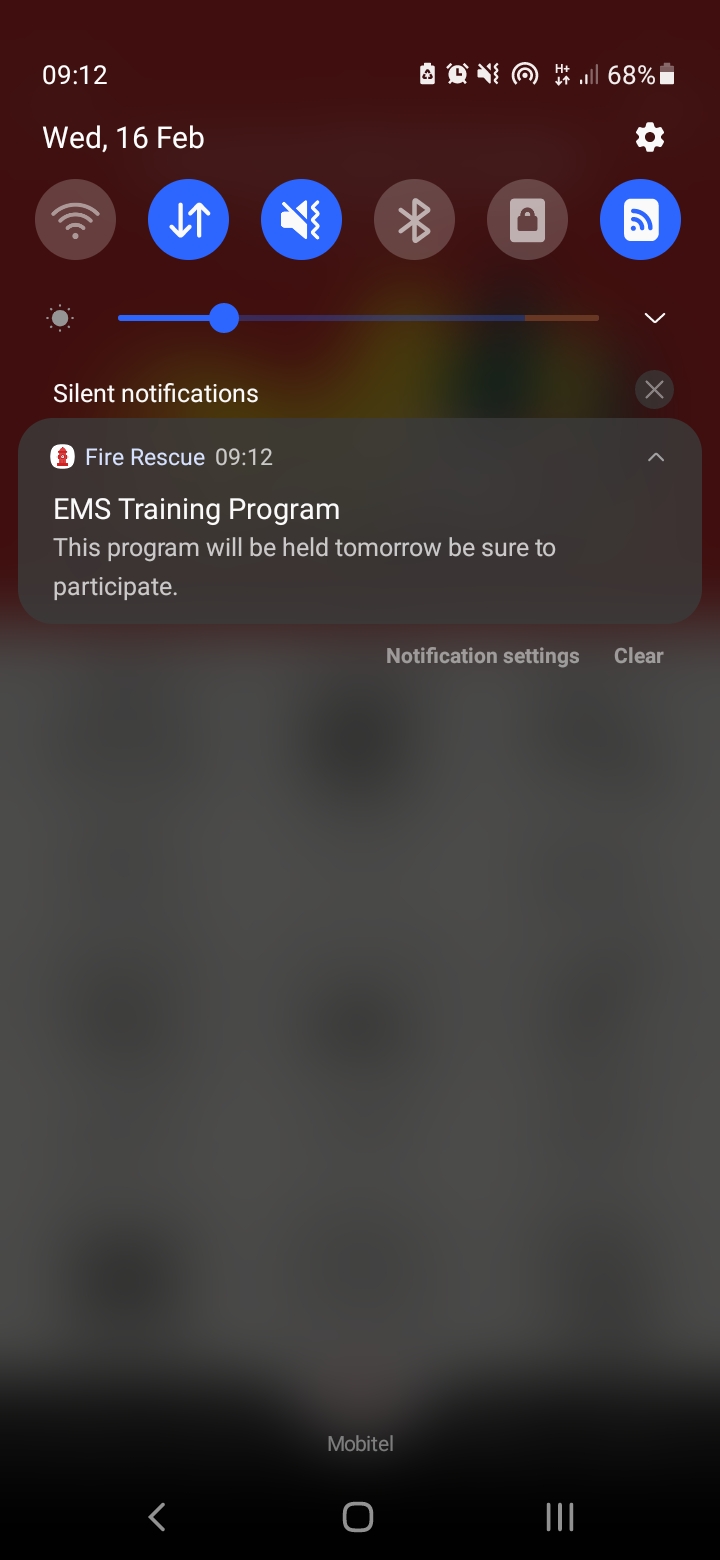 09:12
H+
68%
Wed, 16 Feb
Silent notifications
Fire Rescue 09:12
EMS Training Program
This program will be held tomorrow be sure to
participate.
Notification settings Clear
Mobitel